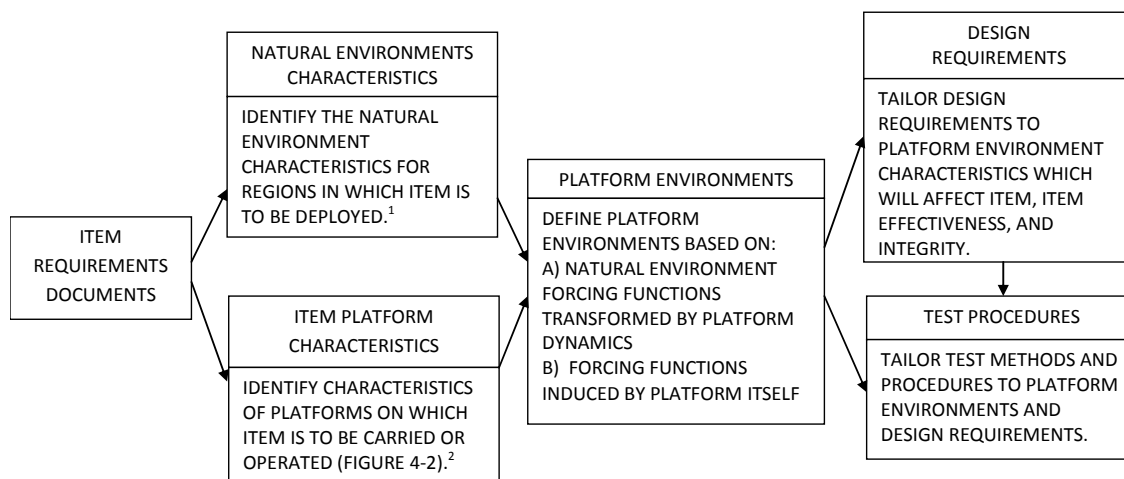 ITEM
REQUIREMENTS
DOCUMENTS
NATURAL ENVIRONMENTS
CHARACTERISTICS
IDENTIFY THE NATURAL
ENVIRONMENT
CHARACTERISTICS FOR
REGIONS IN WHICH ITEM IS
TO BE DEPLOYED.¹
ITEM PLATFORM
CHARACTERISTICS
IDENTIFY CHARACTERISTICS
OF PLATFORMS ON WHICH
ITEM IS TO BE CARRIED OR
OPERATED (FIGURE 4-2).²
PLATFORM ENVIRONMENTS
DEFINE PLATFORM
ENVIRONMENTS BASED ON:
A) NATURAL ENVIRONMENT
FORCING FUNCTIONS
TRANSFORMED BY PLATFORM
DYNAMICS
B) FORCING FUNCTIONS
INDUCED BY PLATFORM ITSELF
DESIGN
REQUIREMENTS
TAILOR DESIGN
REQUIREMENTS TO
PLATFORM ENVIRONMENT
CHARACTERISTICS WHICH
WILL AFFECT ITEM, ITEM
EFFECTIVENESS, AND
INTEGRITY.
TEST PROCEDURES
TAILOR TEST METHODS AND
PROCEDURES TO PLATFORM
ENVIRONMENTS AND
DESIGN REQUIREMENTS.